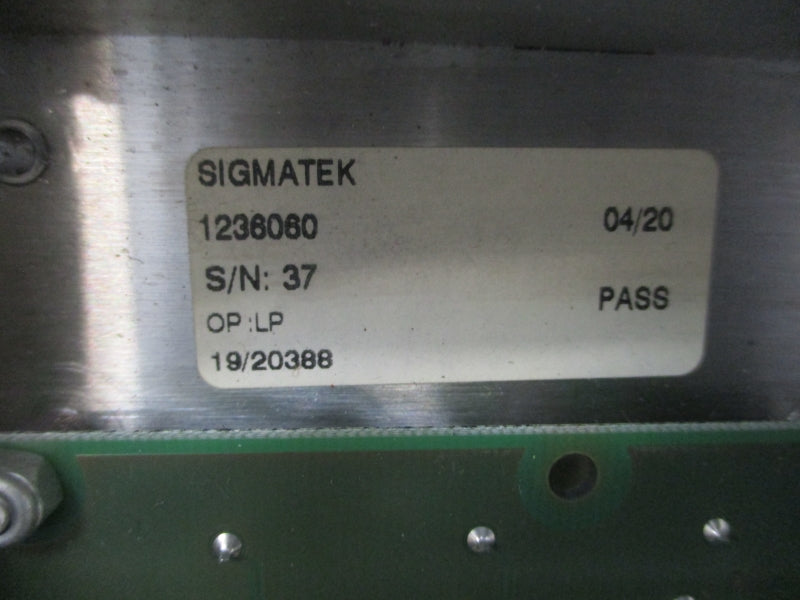 SIGMATEK
1236060 04/20
S/N: 37
PASS
OP :LP
19/20388